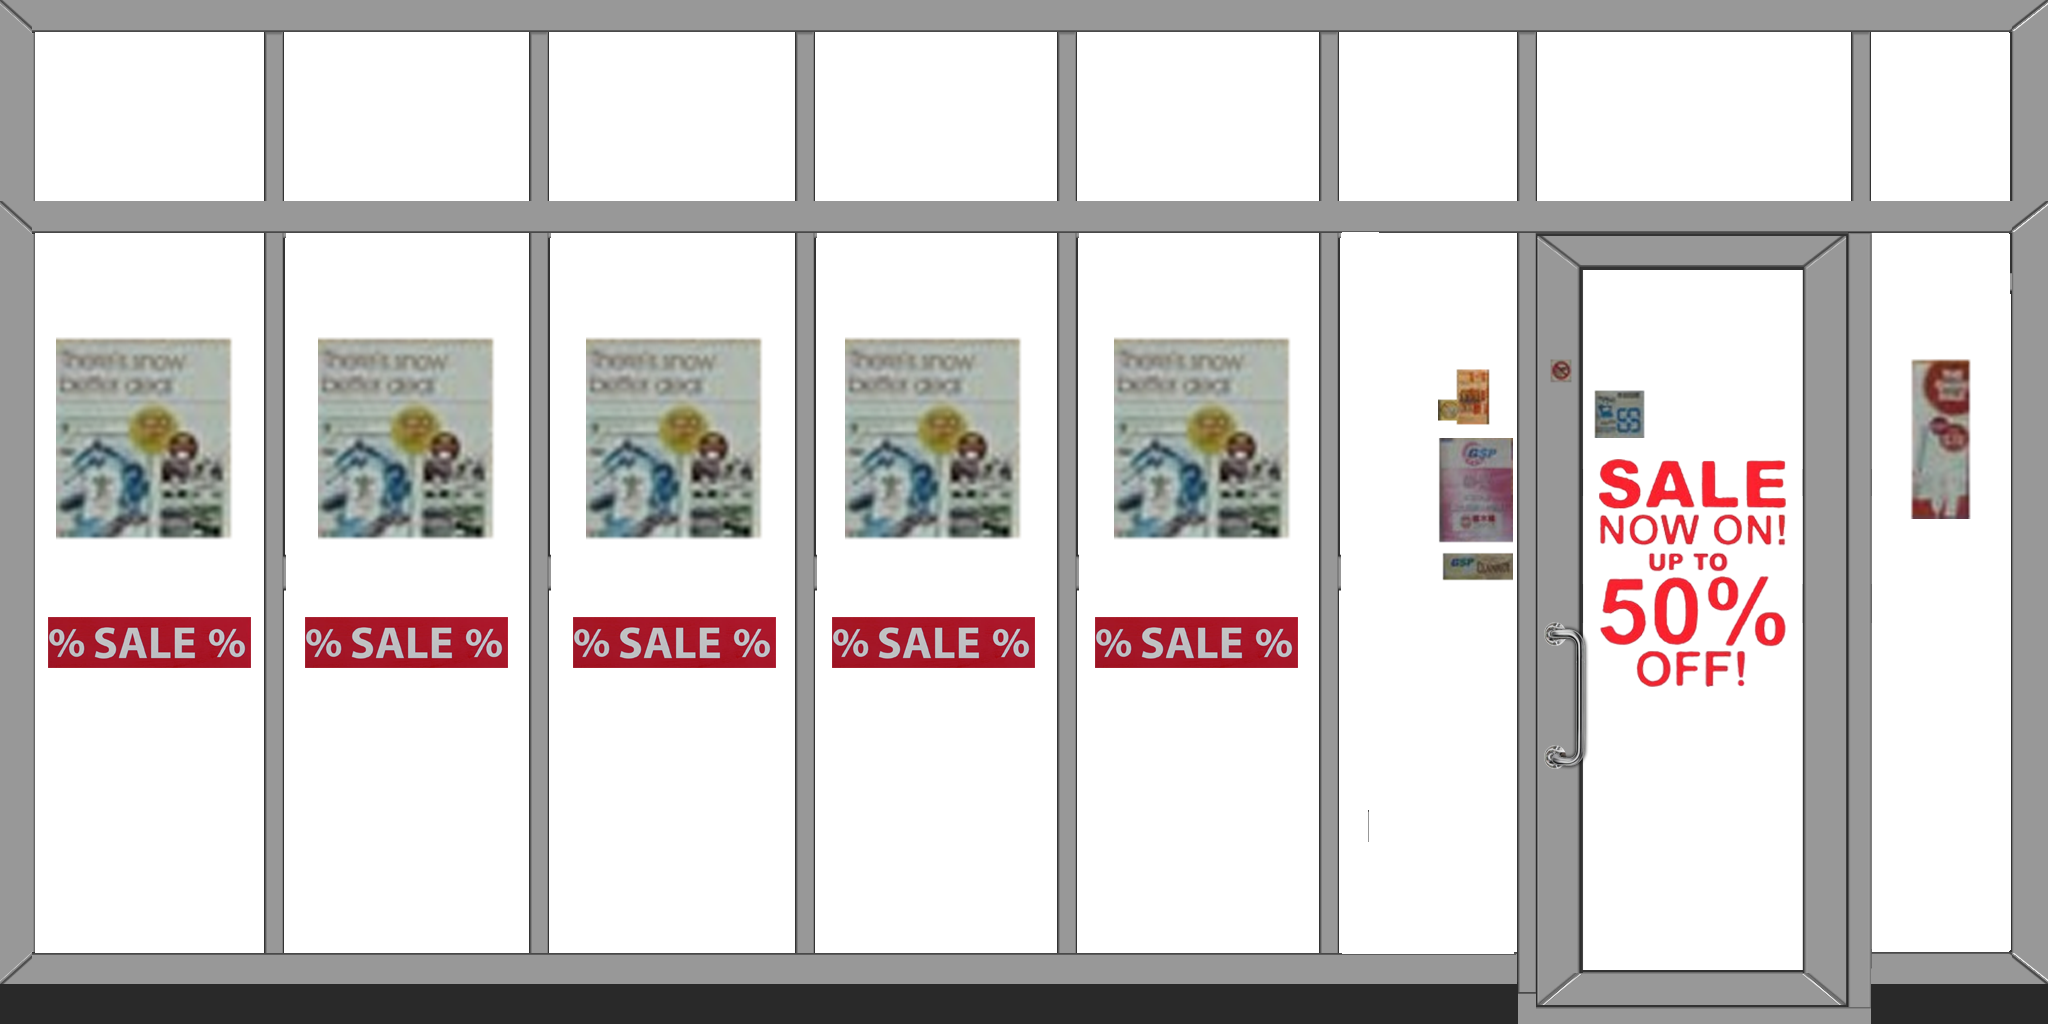 There's snow
better gear
% SALE %
There's snow
better gear
% SALE %
There's snow
better gear
% SALE %
There's snow
better gear
% SALE %
There's snow
better gear
% SALE %
GSP
GSP
SALE
NOW ON!
UP TO
50%
OFF!